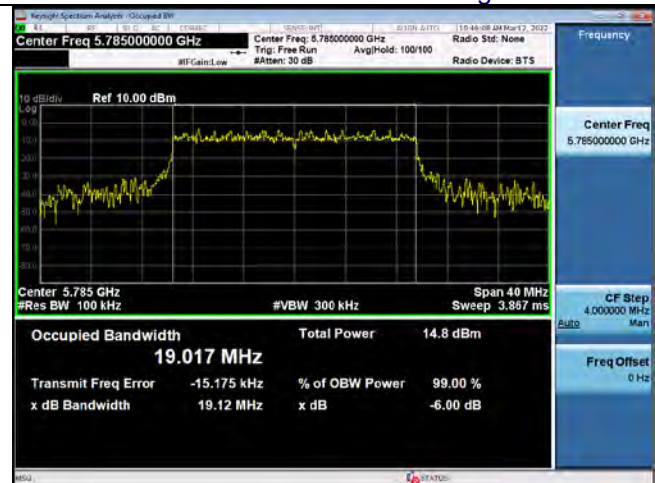 Keysight Spectrum Analyzer - Occupied BW
Center Freq 5.785000000 GHz
#IFGain:Low
Center Freq: 5.785000000 GHz
Trig: Free Run Avg|Hold: 100/100
#Atten: 30 dB
Radio Std: None
Radio Device: BTS
Frequency
10 dB/div Ref 10.00 dBm
Log
Center Freq
5.785000000 GHz
Center 5.785 GHz
Span 40 MHz
#Res BW 100 kHz
#VBW 300 kHz
Sweep 3.867 ms
CF Step
4.000000 MHz
Auto Man
Occupied Bandwidth
19.017 MHz
Total Power 14.8 dBm
Transmit Freq Error -15.175 kHz % of OBW Power 99.00 %
x dB Bandwidth 19.12 MHz x dB -6.00 dB
Freq Offset
0 Hz
MSG STATUS